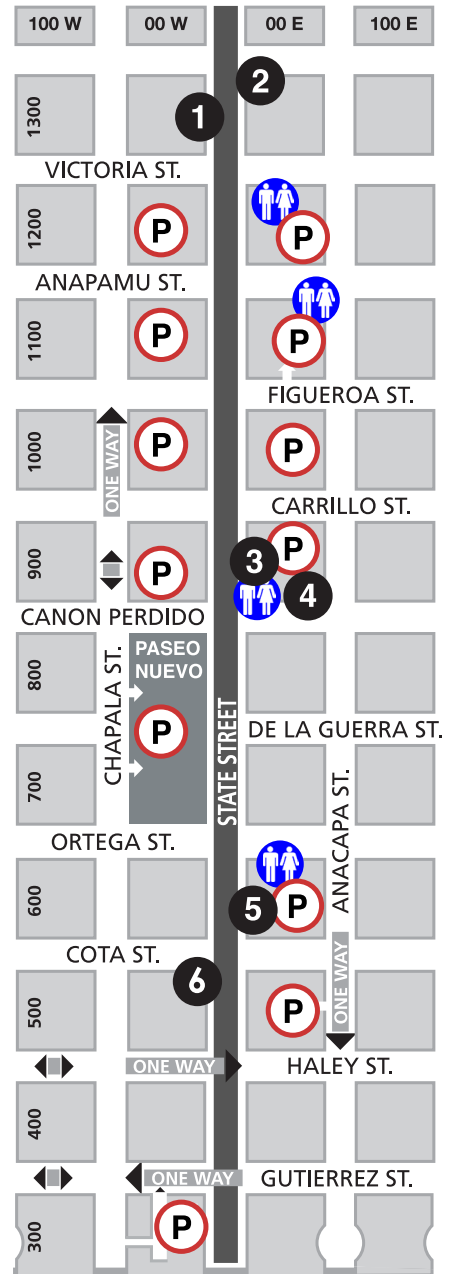 100 W
00 W
00 E
100 E
2
1
1300
VICTORIA ST.
1200
P
P
ANAPAMU ST.
1100
P
P
FIGUEROA ST.
1000
ONE WAY
P
P
CARRILLO ST.
900
P
3
P
4
CANON PERDIDO
800
CHAPALA ST.
PASEO
NUEVO
P
STATE STREET
DE LA GUERRA ST.
700
ANACAPA ST.
ORTEGA ST.
600
5
P
COTA ST.
6
500
P
ONE WAY
ONE WAY
HALEY ST.
400
ONE WAY
GUTIERREZ ST.
300
P